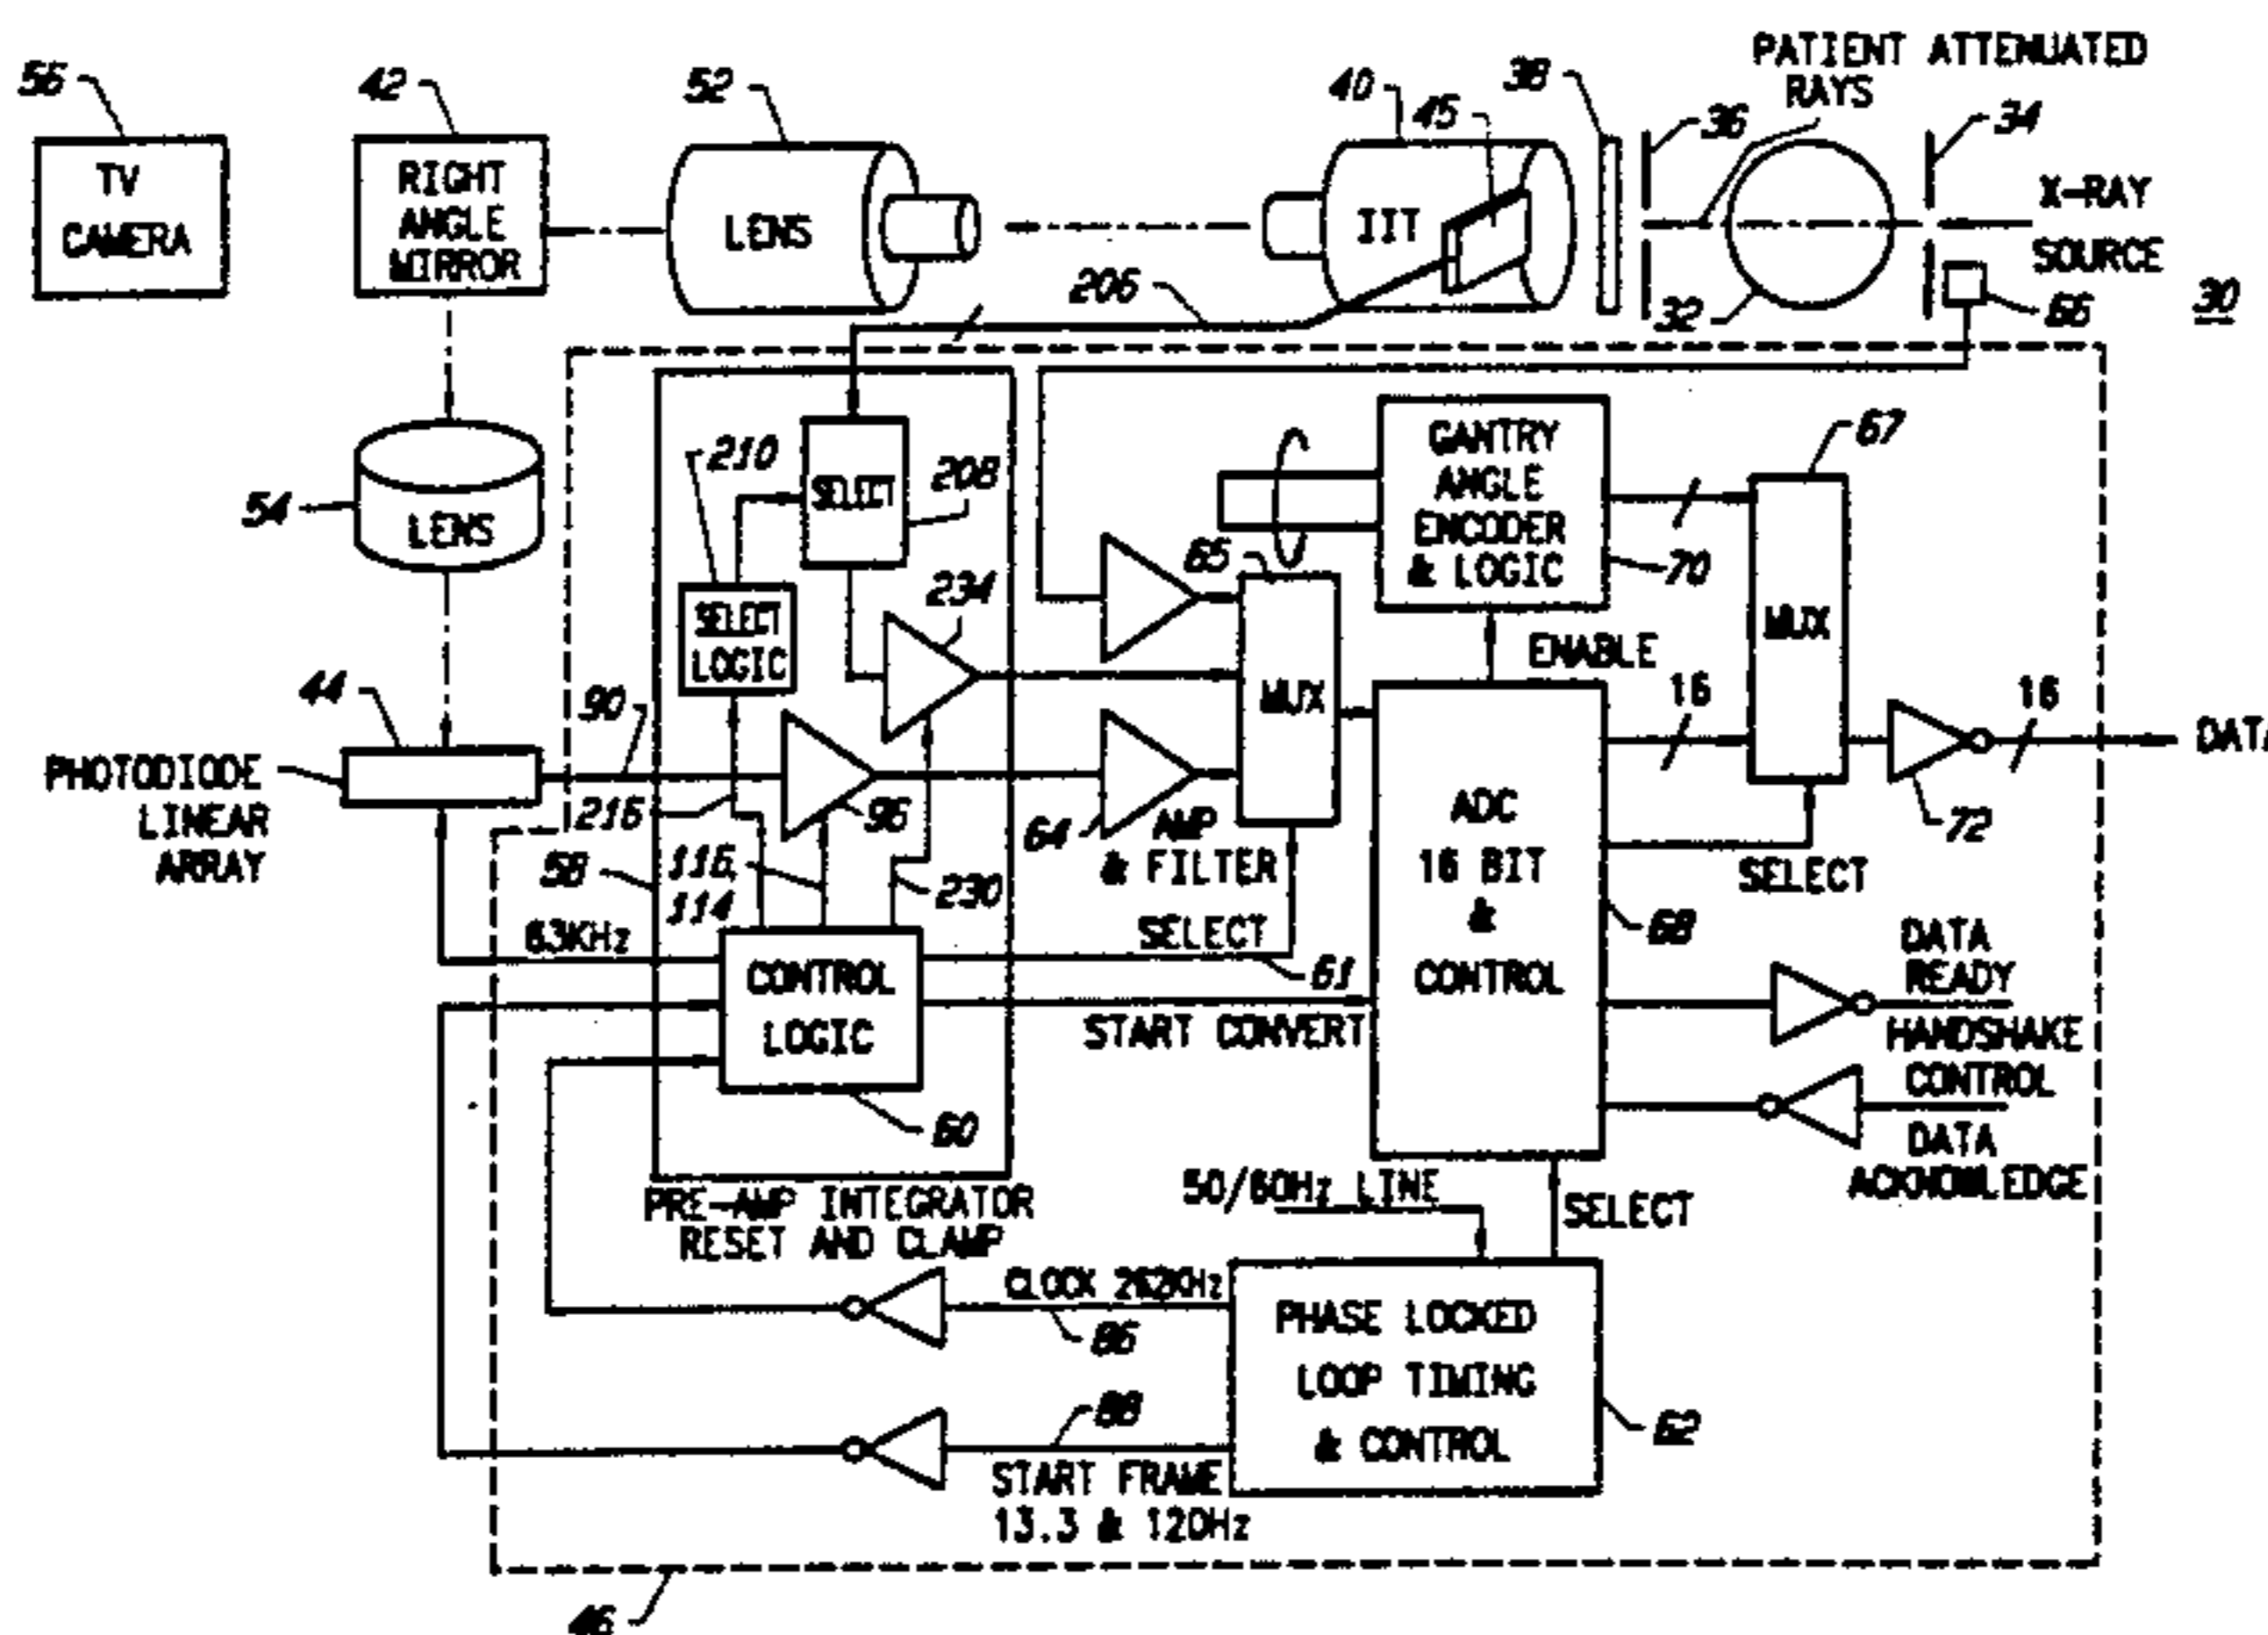 PATIENT ATTENUATED
RAYS
56
42
52
40
45
38
36
34
TV
CAMERA
RIGHT
ANGLE
MIRROR
LENS
IIT
X-RAY
SOURCE
206
32
66
30
54
LENS
210
SELECT
208
GANTRY
ANGLE
ENCODER
& LOGIC
67
65
70
SELECT
LOGIC
234
MUX
ENABLE
MUX
16
16
DATA
44
90
PHOTODIODE
LINEAR
ARRAY
216
96
64
AMP
& FILTER
ADC
16 BIT
&
CONTROL
72
SELECT
58
116,
114
230
68
63KHz
SELECT
61
DATA
READY
CONTROL
LOGIC
START CONVERT
HANDSHAKE
CONTROL
60
DATA
ACKNOWLEDGE
PRE-AMP INTEGRATOR
RESET AND CLAMP
50/60Hz LINE
SELECT
CLOCK 262KHz
86
PHASE LOCKED
LOOP TIMING
& CONTROL
88
62
START FRAME
13.3 & 120Hz
46